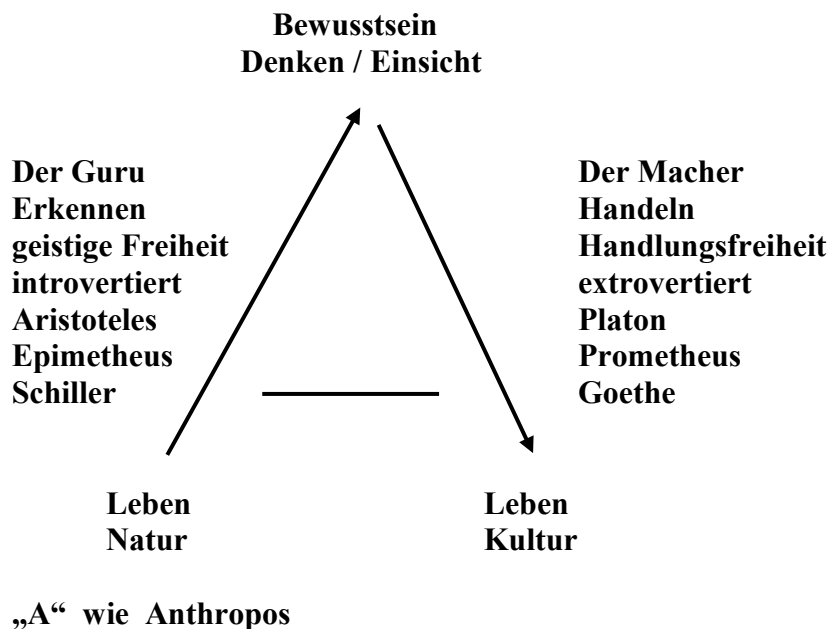 Bewusstsein
Denken / Einsicht
Der Guru
Erkennen
geistige Freiheit
introvertiert
Aristoteles
Epimetheus
Schiller
Der Macher
Handeln
Handlungsfreiheit
extrovertiert
Platon
Prometheus
Goethe
Leben
Natur
Leben
Kultur
„A“ wie Anthropos